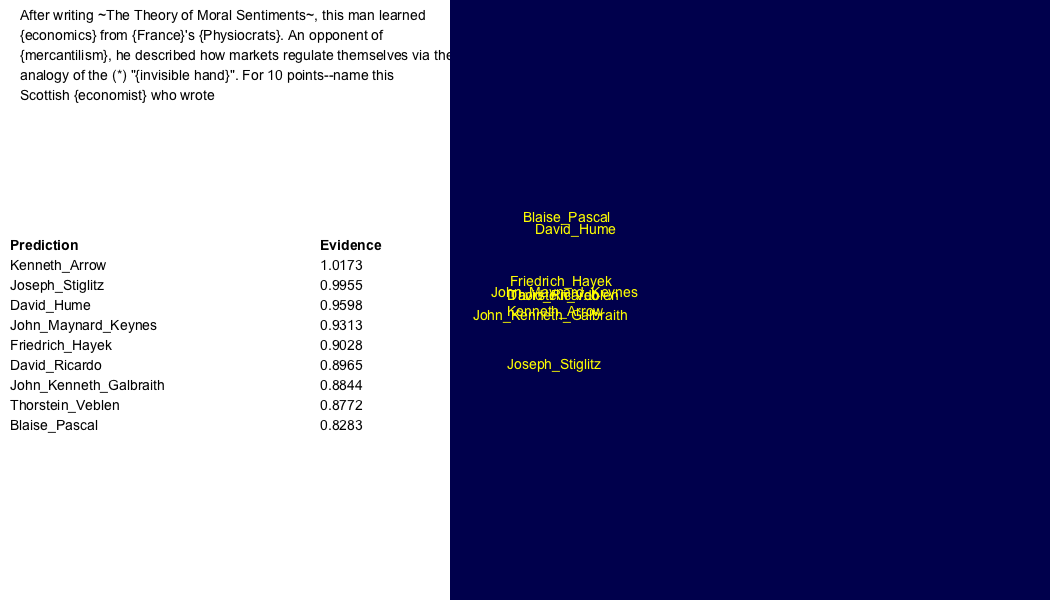 After writing ~The Theory of Moral Sentiments~, this man learned
{economics} from {France}'s {Physiocrats}. An opponent of
{mercantilism}, he described how markets regulate themselves via the
analogy of the (*) "{invisible hand}". For 10 points--name this
Scottish {economist} who wrote
Prediction Evidence
Kenneth_Arrow 1.0173
Joseph_Stiglitz 0.9955
David_Hume 0.9598
John_Maynard_Keynes 0.9313
Friedrich_Hayek 0.9028
David_Ricardo 0.8965
John_Kenneth_Galbraith 0.8844
Thorstein_Veblen 0.8772
Blaise_Pascal 0.8283
Blaise_Pascal
David_Hume
Friedrich_Hayek
John_Maynard_Keynes
Thorstein_Veblen
David_Ricardo
Kenneth_Arrow
John_Kenneth_Galbraith
Joseph_Stiglitz